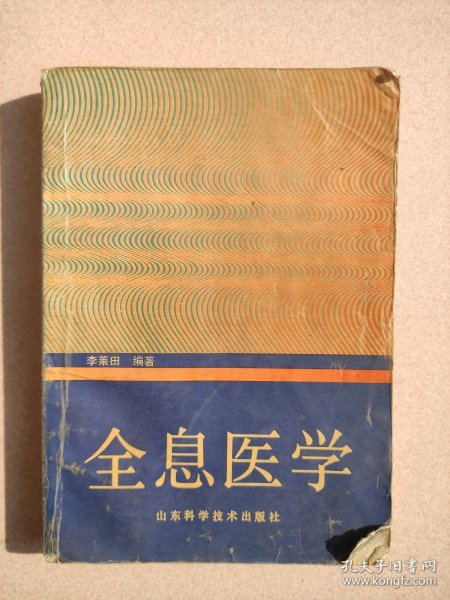 李莱田 编著
全息医学
山东科学技术出版社
孔夫子旧书网
www.kongfz.com